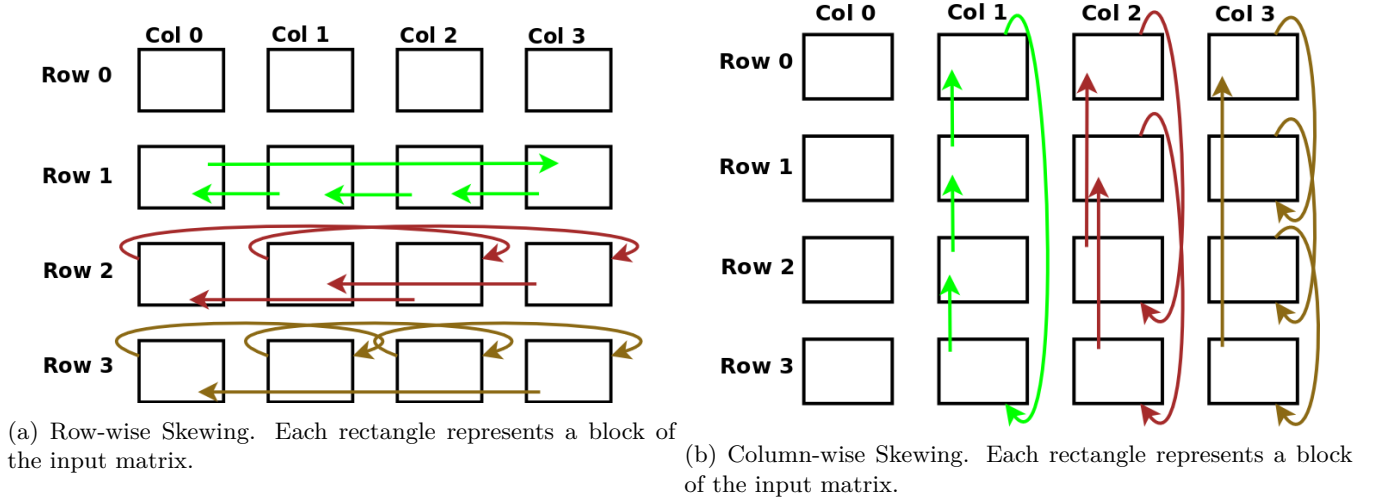 Col 0 Col 1 Col 2 Col 3
Row 0
Row 1
Row 2
Row 3
(a) Row-wise Skewing. Each rectangle represents a block of
the input matrix.
Col 0 Col 1 Col 2 Col 3
Row 0
Row 1
Row 2
Row 3
(b) Column-wise Skewing. Each rectangle represents a block
of the input matrix.